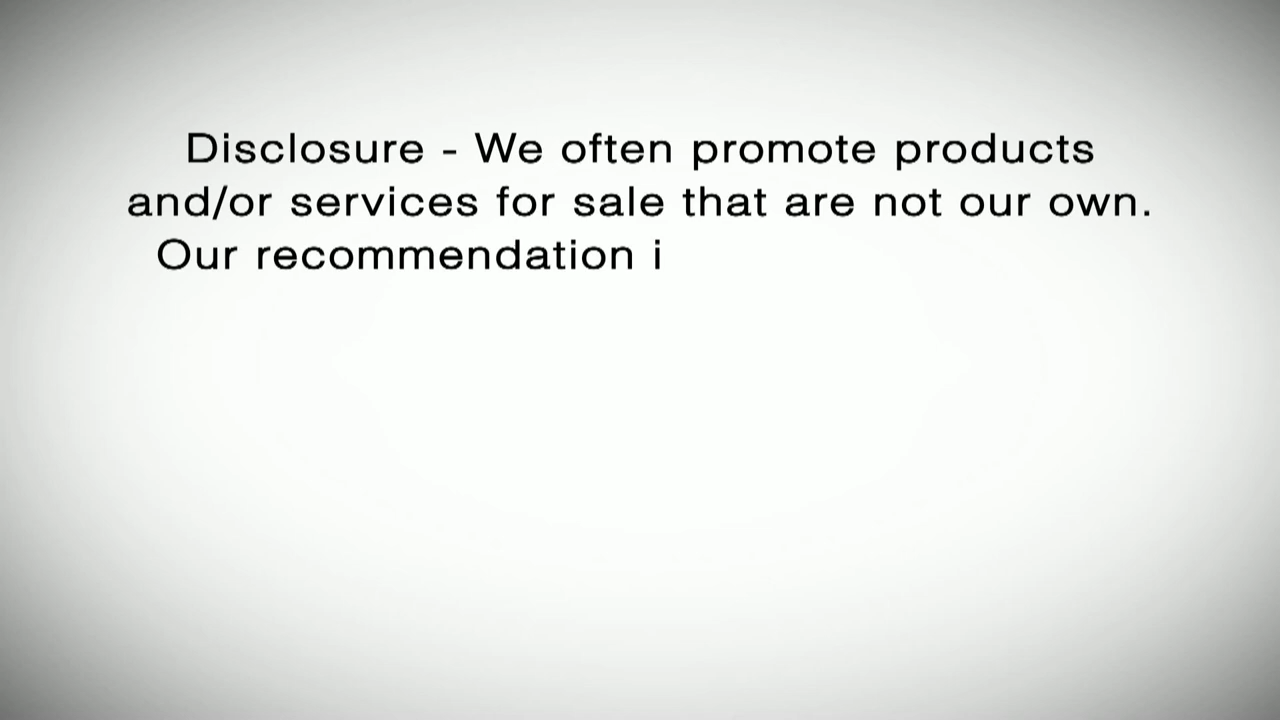 Disclosure - We often promote products
and/or services for sale that are not our own.
Our recommendation i